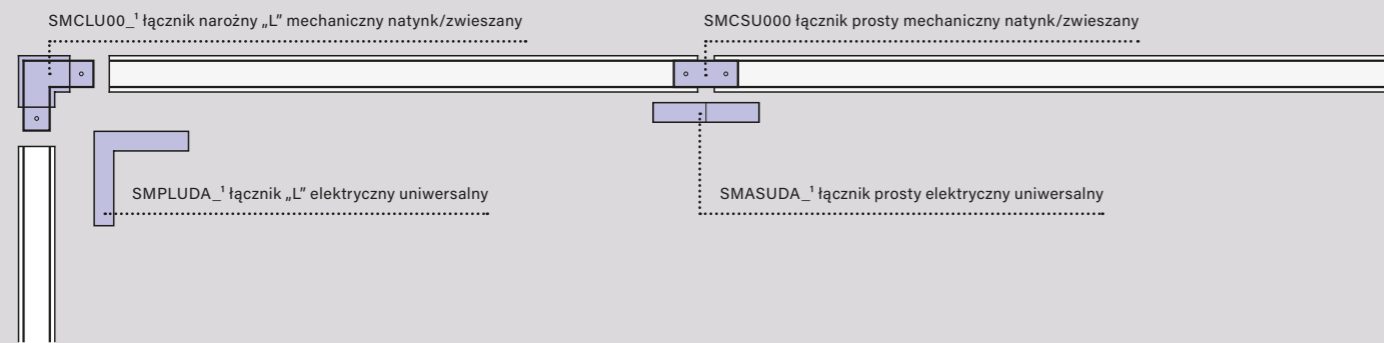 SMCLU00_¹ łącznik narożny „L” mechaniczny natynk/zwieszany
SMCSU000 łącznik prosty mechaniczny natynk/zwieszany
SMPLUDA_¹ łącznik „L” elektryczny uniwersalny
SMASUDA_¹ łącznik prosty elektryczny uniwersalny